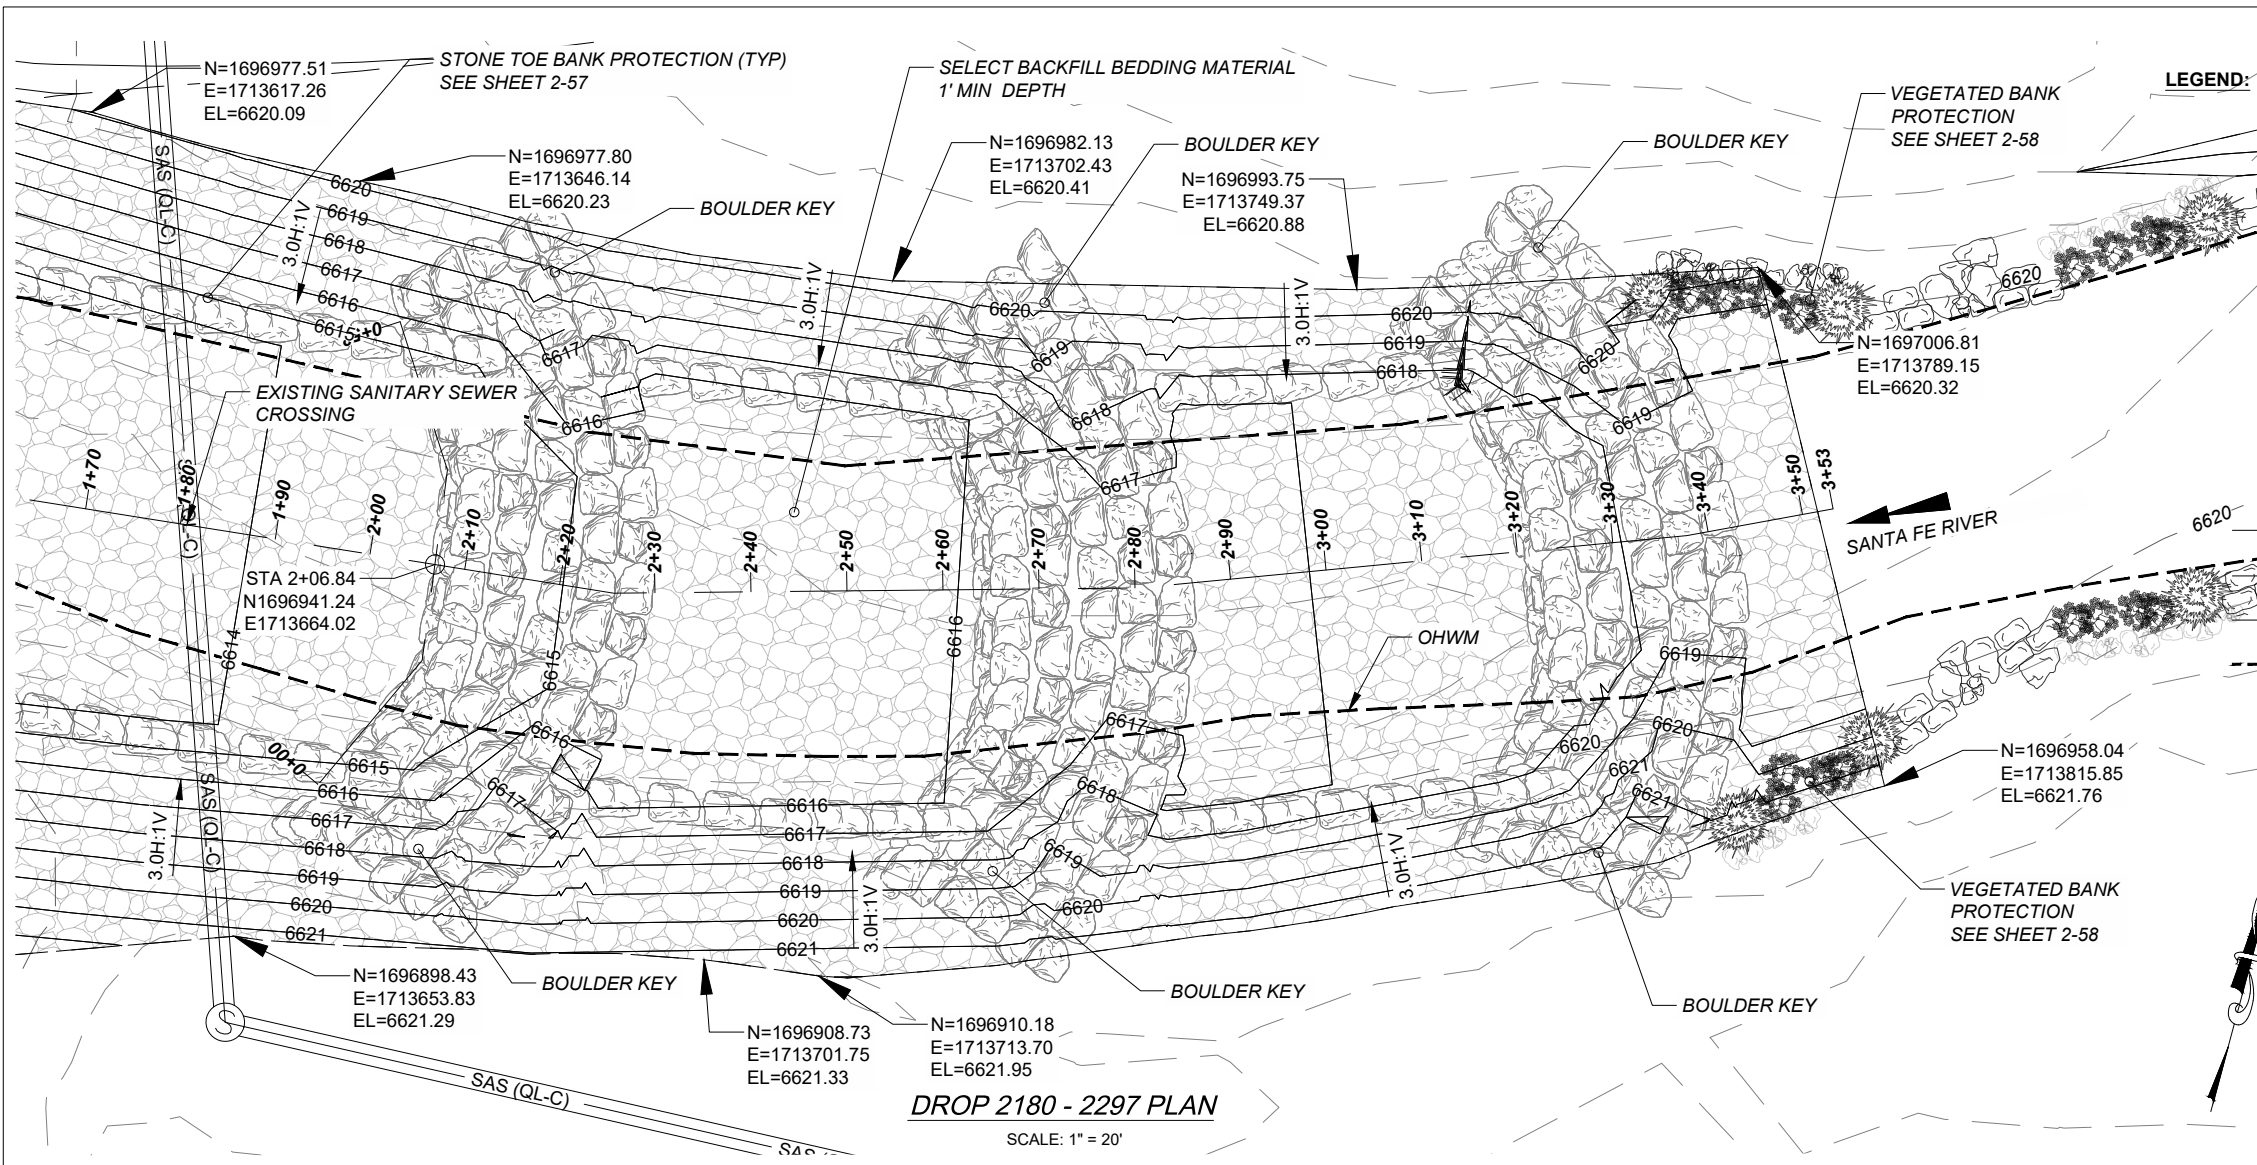 N=1696977.51
E=1713617.26
EL=6620.09
STONE TOE BANK PROTECTION (TYP)
SEE SHEET 2-57
SELECT BACKFILL BEDDING MATERIAL
1' MIN DEPTH
VEGETATED BANK
PROTECTION
SEE SHEET 2-58
LEGEND:
N=1696977.80
E=1713646.14
EL=6620.23
BOULDER KEY
N=1696982.13
E=1713702.43
EL=6620.41
BOULDER KEY
N=1696993.75
E=1713749.37
EL=6620.88
BOULDER KEY
SAS (QL-C)
6620
6619
6618
6617
6616
6615
3.0H:1V
3.0H:1V
3.0H:1V
6617
6616
6620
6619
6618
6617
6620
6619
6618
6620
6619
6620
N=1697006.81
E=1713789.15
EL=6620.32
EXISTING SANITARY SEWER
CROSSING
1+70
1+80
1+90
2+00
2+10
2+20
2+30
2+40
2+50
2+60
2+70
2+80
2+90
3+00
3+10
3+20
3+30
3+40
3+50
3+53
SANTA FE RIVER
6620
STA 2+06.84
N1696941.24
E1713664.02
6614
6615
6616
OHWM
6619
6620
6620
6621
6621
00+0
6615
6616
6617
6618
6619
6620
6621
6616
6617
6616
6617
6618
6619
6620
6621
6617
6618
6619
6620
3.0H:1V
3.0H:1V
3.0H:1V
SAS (QL-C)
N=1696958.04
E=1713815.85
EL=6621.76
VEGETATED BANK
PROTECTION
SEE SHEET 2-58
N=1696898.43
E=1713653.83
EL=6621.29
BOULDER KEY
BOULDER KEY
BOULDER KEY
N=1696908.73
E=1713701.75
EL=6621.33
N=1696910.18
E=1713713.70
EL=6621.95
S
SAS (QL-C)
DROP 2180 - 2297 PLAN
SCALE: 1" = 20'